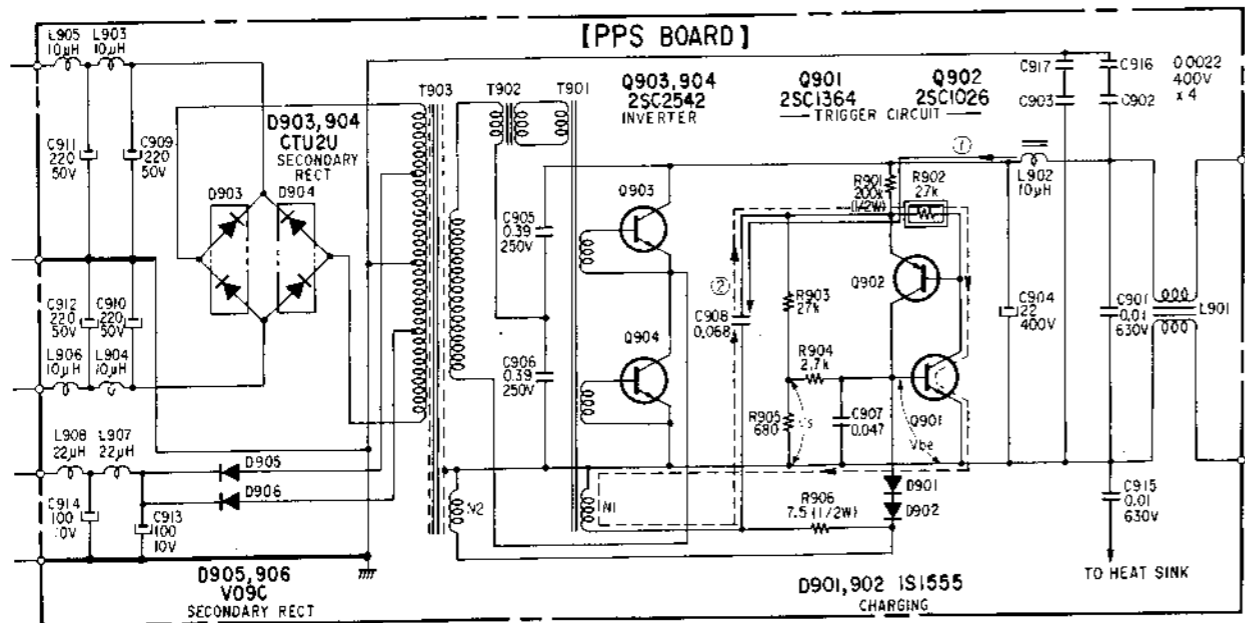 [PPS BOARD]
L905
10μH
L903
10μH
C911
220
50V
C909
220
50V
D903,904
CTU2U
SECONDARY
RECT
D903
D904
C912
220
50V
C910
220
50V
L906
10μH
L904
10μH
L908
22μH
L907
22μH
D905
D906
C914
100
10V
C913
100
10V
D905,906
V09C
SECONDARY RECT
T903
T902
T901
N2
N1
Q903,904
2SC2542
INVERTER
Q901
2SC1364
Q902
2SC1026
TRIGGER CIRCUIT
C905
0.39
250V
C906
0.39
250V
Q903
Q904
①
②
R901
200k
(1/2W)
R902
27k
R903
27k
C908
0.068
R904
2.7k
R905
680
C907
0.047
Q902
Q901
Vbe
R906
7.5 (1/2W)
D901
D902
D901,902 1S1555
CHARGING
C917
C903
C916
C902
0.0022
400V
x 4
L902
10μH
C904
22
400V
C901
0.01
630V
L901
C915
0.01
630V
TO HEAT SINK